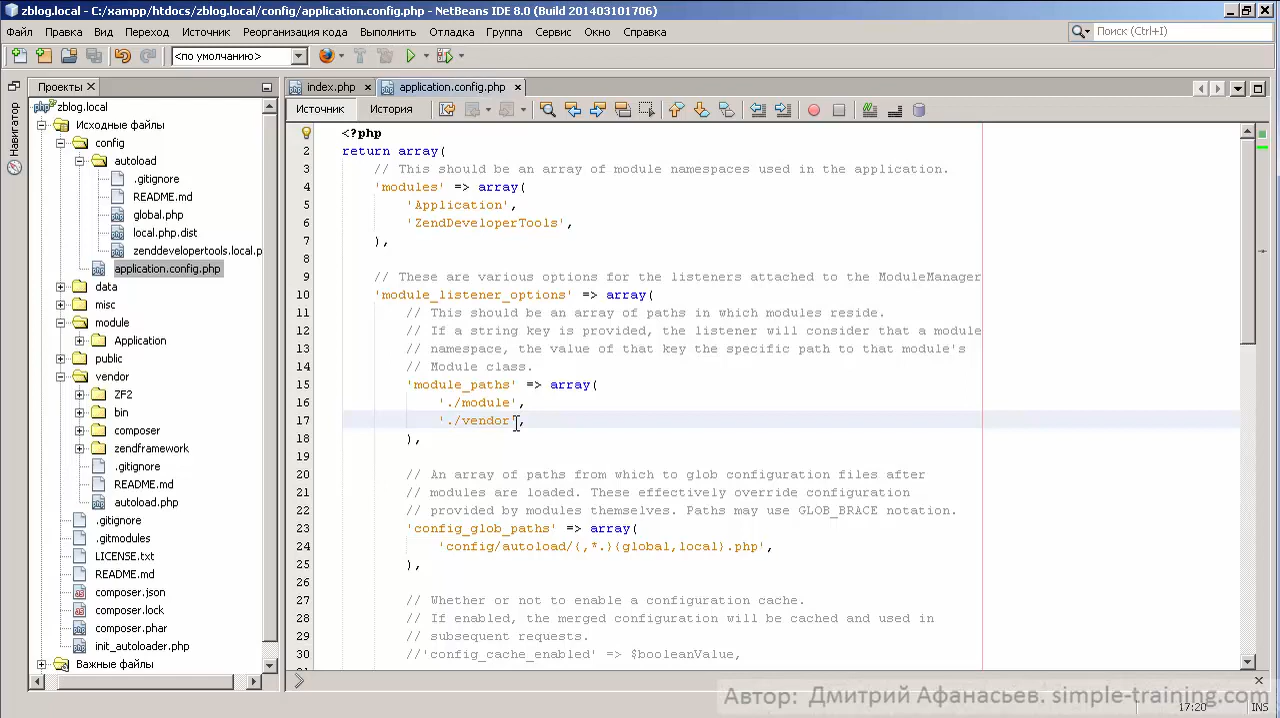 zblog.local - C:/xampp/htdocs/zblog.local/config/application.config.php - NetBeans IDE 8.0 (Build 201403101706)
Файл Правка Вид Переход Источник Реорганизация кода Выполнить Отладка Группа Сервис Окно Справка
Поиск (Ctrl+I)
<по умолчанию>
Проекты
Навигатор
zblog.local
Исходные файлы
config
autoload
.gitignore
README.md
global.php
local.php.dist
zenddevelopertools.local.p
application.config.php
data
misc
module
Application
public
vendor
ZF2
bin
composer
zendframework
.gitignore
README.md
autoload.php
.gitignore
.gitmodules
LICENSE.txt
README.md
composer.json
composer.lock
composer.phar
init_autoloader.php
Важные файлы
index.php application.config.php
Источник История
<?php
2 return array(
3 // This should be an array of module namespaces used in the application.
4 'modules' => array(
5 'Application',
6 'ZendDeveloperTools',
7 ),
8
9 // These are various options for the listeners attached to the ModuleManager
10 'module_listener_options' => array(
11 // This should be an array of paths in which modules reside.
12 // If a string key is provided, the listener will consider that a module
13 // namespace, the value of that key the specific path to that module's
14 // Module class.
15 'module_paths' => array(
16 './module',
17 './vendor',
18 ),
19
20 // An array of paths from which to glob configuration files after
21 // modules are loaded. These effectively override configuration
22 // provided by modules themselves. Paths may use GLOB_BRACE notation.
23 'config_glob_paths' => array(
24 'config/autoload/{,*.}{global,local}.php',
25 ),
26
27 // Whether or not to enable a configuration cache.
28 // If enabled, the merged configuration will be cached and used in
29 // subsequent requests.
30 //'config_cache_enabled' => $booleanValue,
Автор: Дмитрий Афанасьев. simple-training.com
17:20 INS